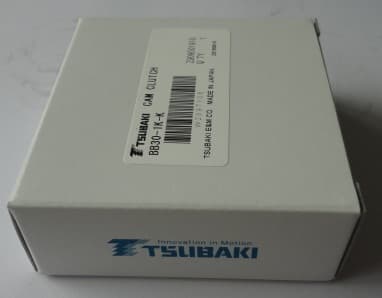 TSUBAKI CAM CLUTCH
BB30-1K-K
Q'TY 1
TSUBAKI E&M CO. MADE IN JAPAN
Innovation in Motion
TSUBAKI